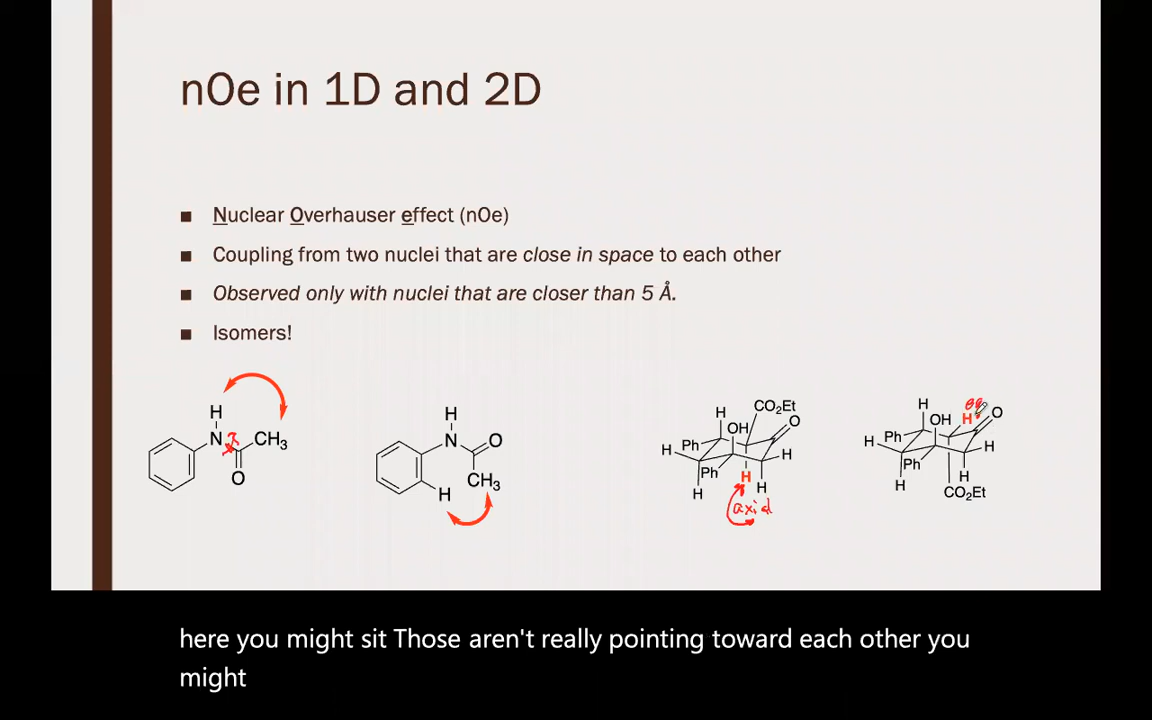 nOe in 1D and 2D
■ Nuclear Overhauser effect (nOe)
■ Coupling from two nuclei that are close in space to each other
■ Observed only with nuclei that are closer than 5 Å.
■ Isomers!
H
N
CH₃
O
H
N
O
CH₃
H
H
CO₂Et
OH
O
Ph
H
H
Ph
H
H
H
axial
H
eq
OH
H
O
Ph
H
H
Ph
H
H
CO₂Et
here you might sit Those aren't really pointing toward each other you
might